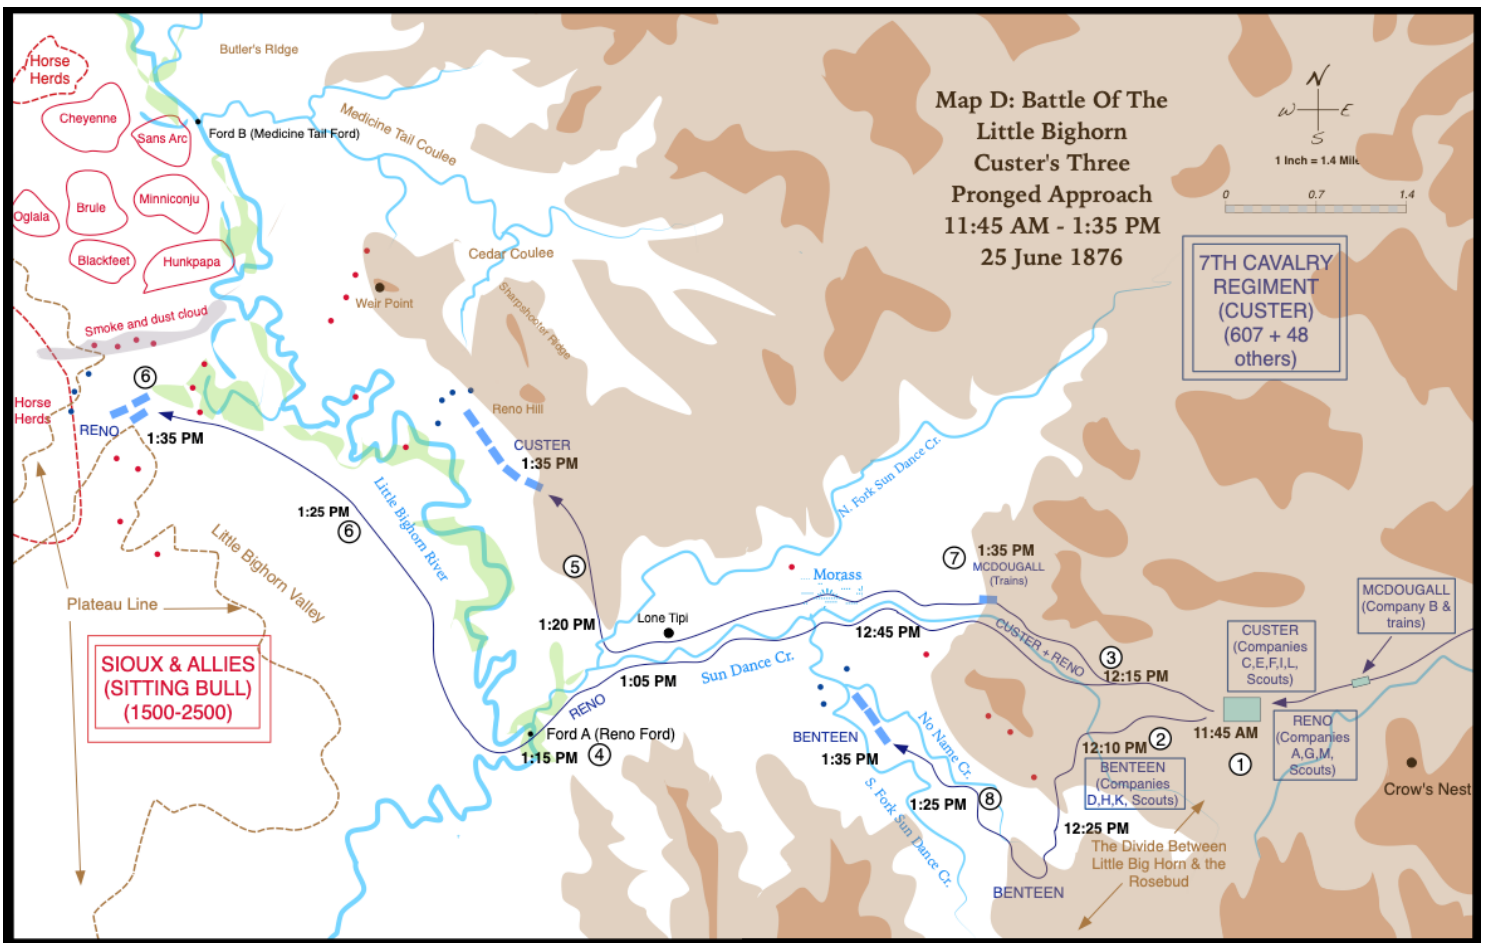 Map D: Battle Of The
Little Bighorn
Custer's Three
Pronged Approach
11:45 AM - 1:35 PM
25 June 1876
N
W
E
S
1 Inch = 1.4 Mile
0
0.7
1.4
7TH CAVALRY
REGIMENT
(CUSTER)
(607 + 48
others)
Butler's RIdge
Horse
Herds
Cheyenne
Sans Arc
Ford B (Medicine Tail Ford)
Medicine Tail Coulee
Oglala
Brule
Minniconju
Blackfeet
Hunkpapa
Cedar Coulee
Weir Point
Sharpshooter Ridge
Smoke and dust cloud
6
Horse
Herds
RENO
1:35 PM
Reno Hill
CUSTER
1:35 PM
Little Bighorn River
1:25 PM
6
N. Fork Sun Dance Cr.
Little Bighorn Valley
Plateau Line
5
7
1:35 PM
MCDOUGALL
(Trains)
Morass
1:20 PM
Lone Tipi
12:45 PM
CUSTER + RENO
3
12:15 PM
MCDOUGALL
(Company B &
trains)
CUSTER
(Companies
C,E,F,I,L,
Scouts)
SIOUX & ALLIES
(SITTING BULL)
(1500-2500)
1:05 PM
Sun Dance Cr.
RENO
Ford A (Reno Ford)
1:15 PM
4
BENTEEN
1:35 PM
No Name Cr.
12:10 PM
2
11:45 AM
1
RENO
(Companies
A,G,M,
Scouts)
BENTEEN
(Companies
D,H,K, Scouts)
Crow's Nest
S. Fork Sun Dance Cr.
1:25 PM
8
12:25 PM
The Divide Between
Little Big Horn & the
Rosebud
BENTEEN